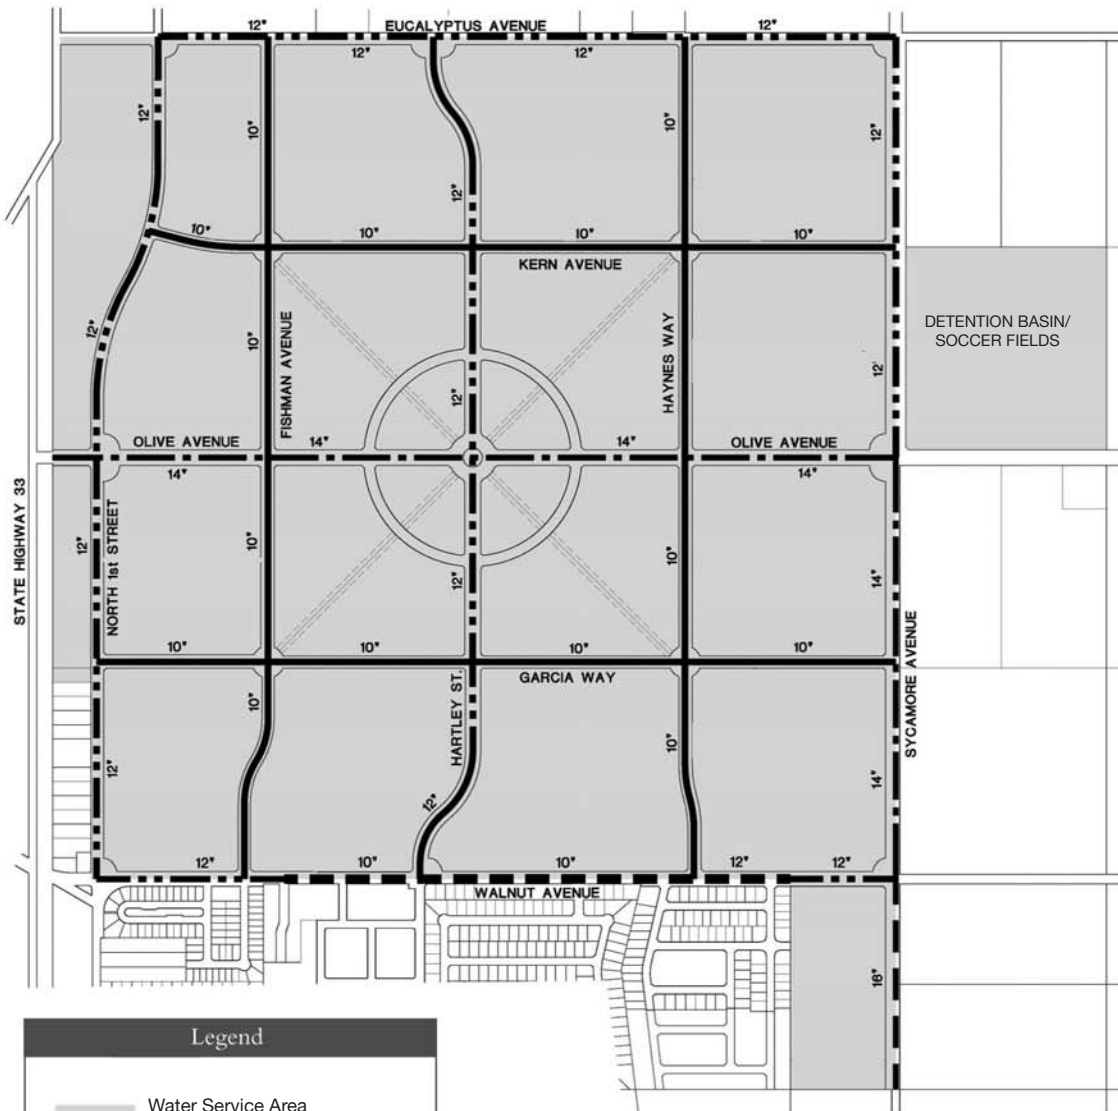 12"
EUCALYPTUS AVENUE
12"
12"
12"
12"
10"
12"
10"
12"
10"
10"
10"
10"
KERN AVENUE
12"
10"
FISHMAN AVENUE
12"
HAYNES WAY
12'
DETENTION BASIN/
SOCCER FIELDS
OLIVE AVENUE
14"
14"
OLIVE AVENUE
14"
14"
STATE HIGHWAY 33
12"
NORTH 1st STREET
10"
12"
10"
14"
10"
10"
10"
GARCIA WAY
SYCAMORE AVENUE
12"
10"
HARTLEY ST.
12"
10"
14"
12"
10"
10"
12"
12"
WALNUT AVENUE
Legend
Water Service Area